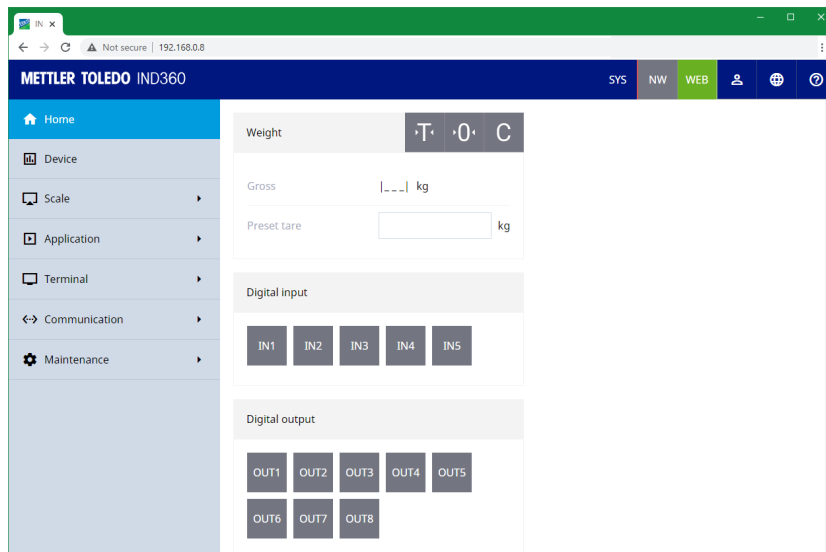 IN
Not secure | 192.168.0.8
METTLER TOLEDO IND360
SYS NW WEB
Home
Device
Scale
Application
Terminal
Communication
Maintenance
Weight
T 0 C
Gross |___| kg
Preset tare kg
Digital input
IN1 IN2 IN3 IN4 IN5
Digital output
OUT1 OUT2 OUT3 OUT4 OUT5
OUT6 OUT7 OUT8